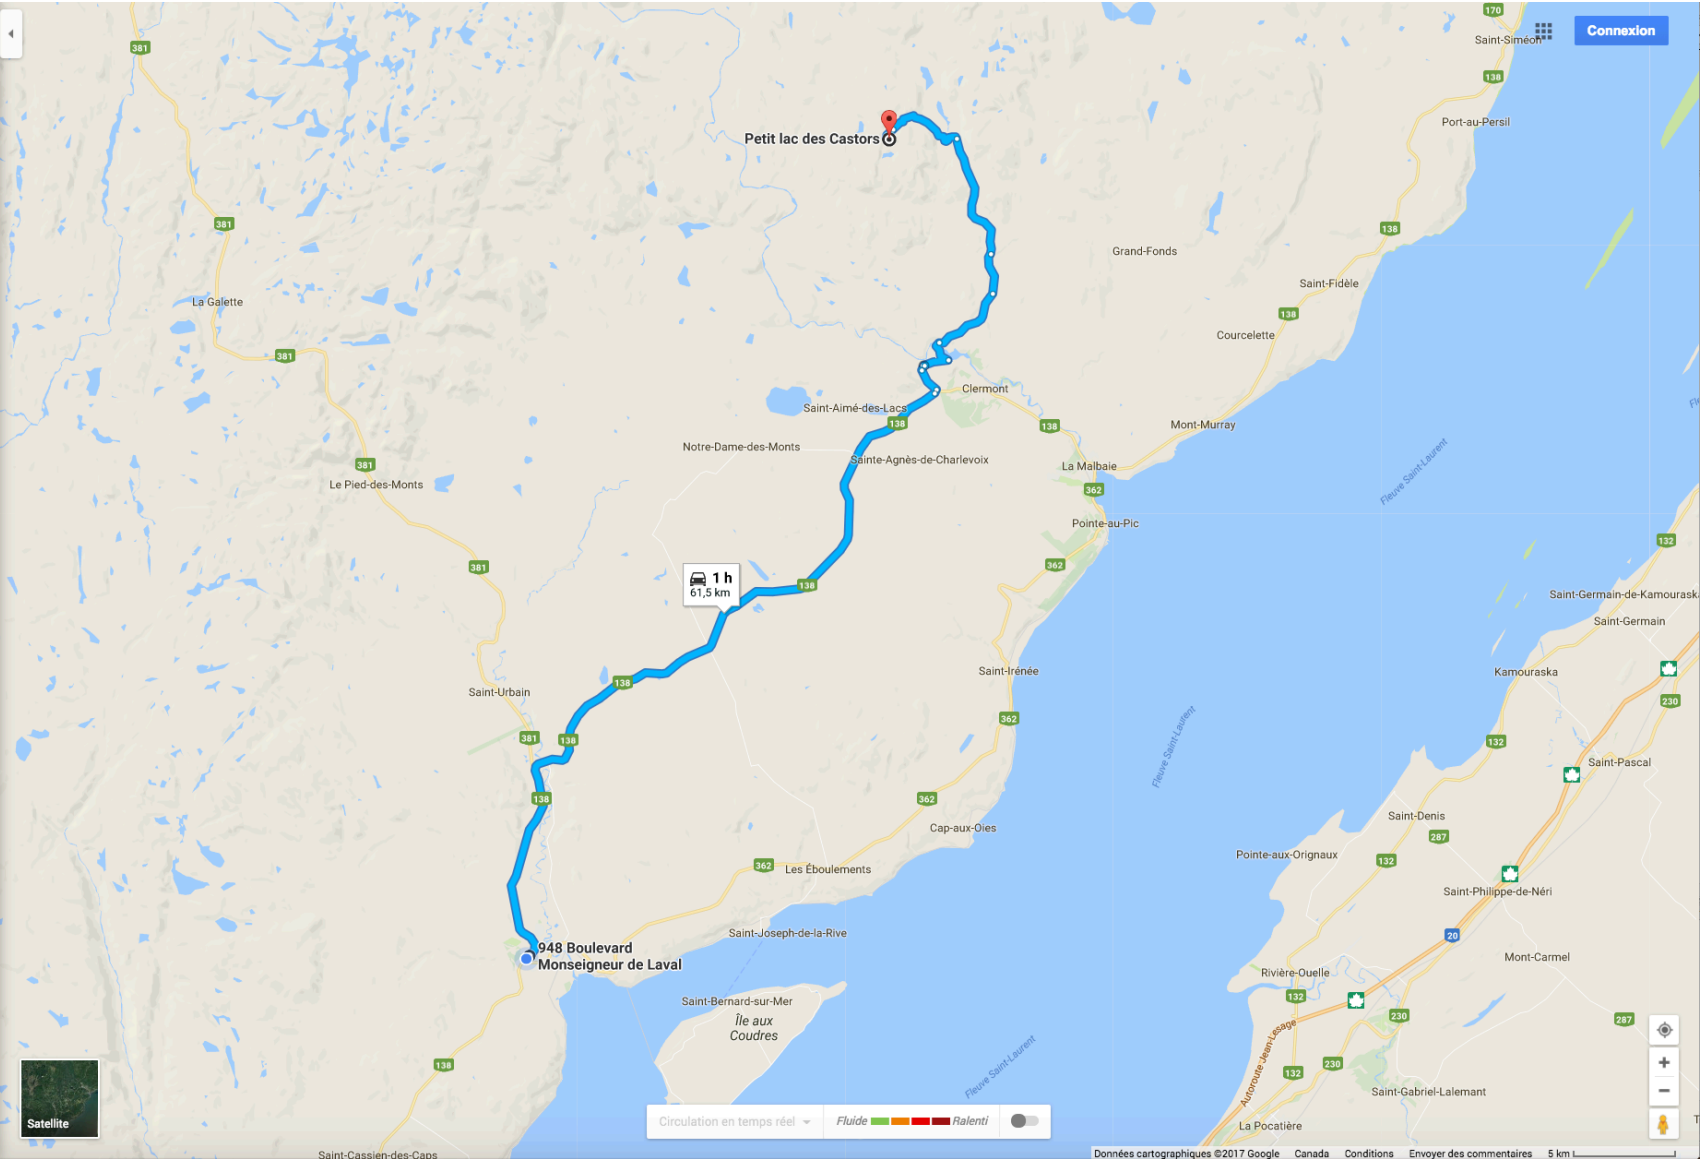 170
Saint-Siméon
Connexion
381
138
Port-au-Persil
Petit lac des Castors
381
138
Grand-Fonds
Saint-Fidèle
La Galette
138
Courcelette
381
Clermont
Saint-Aimé-des-Lacs
138
138
Mont-Murray
Notre-Dame-des-Monts
Sainte-Agnès-de-Charlevoix
381
La Malbaie
Fleuve Saint-Laurent
Le Pied-des-Monts
362
Pointe-au-Pic
132
381
362
1 h
61,5 km
138
Saint-Germain-de-Kamourask
Saint-Germain
Saint-Irénée
Kamouraska
138
Saint-Urbain
230
362
Fleuve Saint-Laurent
381
138
132
Saint-Pascal
138
362
Saint-Denis
Cap-aux-Oies
287
Pointe-aux-Orignaux
132
362
Les Éboulements
Saint-Philippe-de-Néri
Saint-Joseph-de-la-Rive
20
948 Boulevard
Monseigneur de Laval
Mont-Carmel
Rivière-Ouelle
132
Saint-Bernard-sur-Mer
Île aux
Coudres
230
287
Autoroute Jean-Lesage
Fleuve Saint-Laurent
138
230
132
Saint-Gabriel-Lalemant
Satellite
Circulation en temps réel
Fluide
Ralenti
La Pocatière
Saint-Cassien-des-Caps
Données cartographiques ©2017 Google
Canada
Conditions
Envoyer des commentaires
5 km